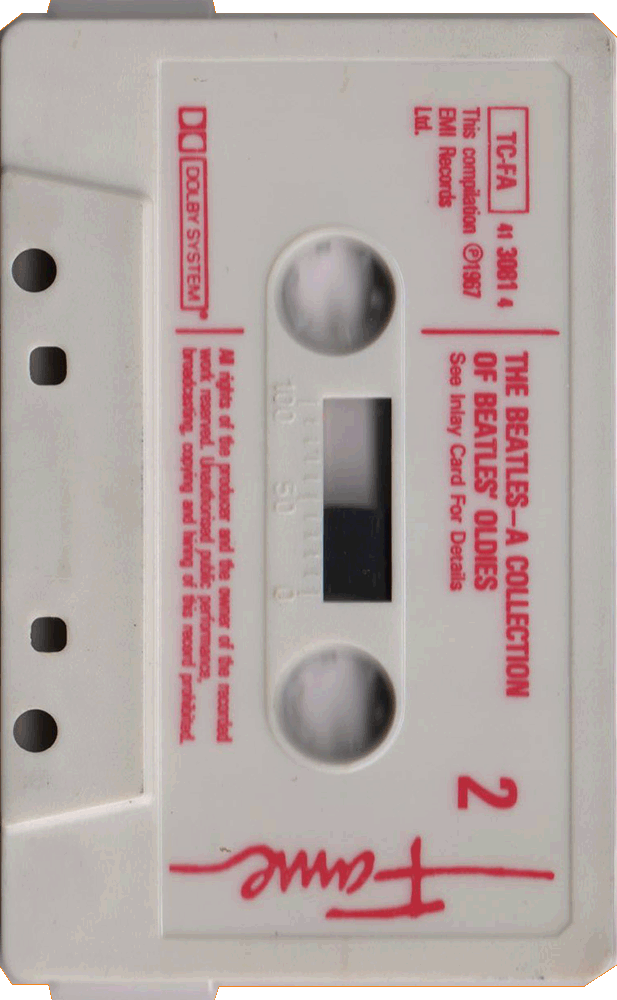 TC-FA
41 3081 4
This compilation ℗1967
EMI Records
Ltd.
THE BEATLES—A COLLECTION
OF BEATLES' OLDIES
See Inlay Card For Details
2
Fame
DOLBY SYSTEM®
All rights of the producer and the owner of the recorded
work reserved. Unauthorised public performance,
broadcasting, copying and hiring of this record prohibited.
100 50 0